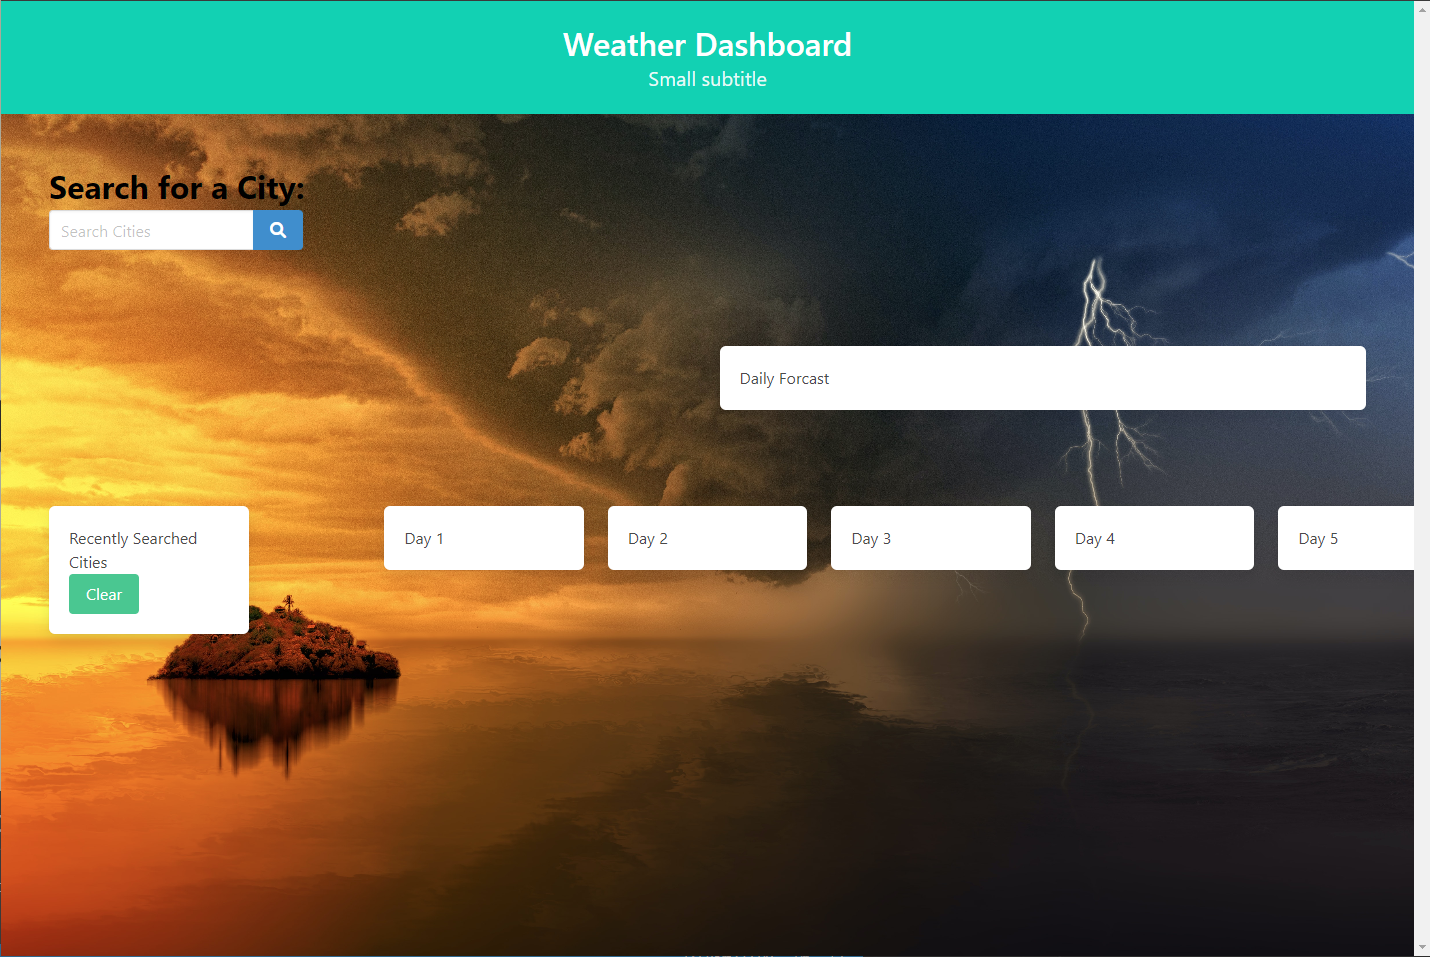 Weather Dashboard
Small subtitle
Search for a City:
Search Cities
Daily Forcast
Recently Searched
Cities
Clear
Day 1
Day 2
Day 3
Day 4
Day 5